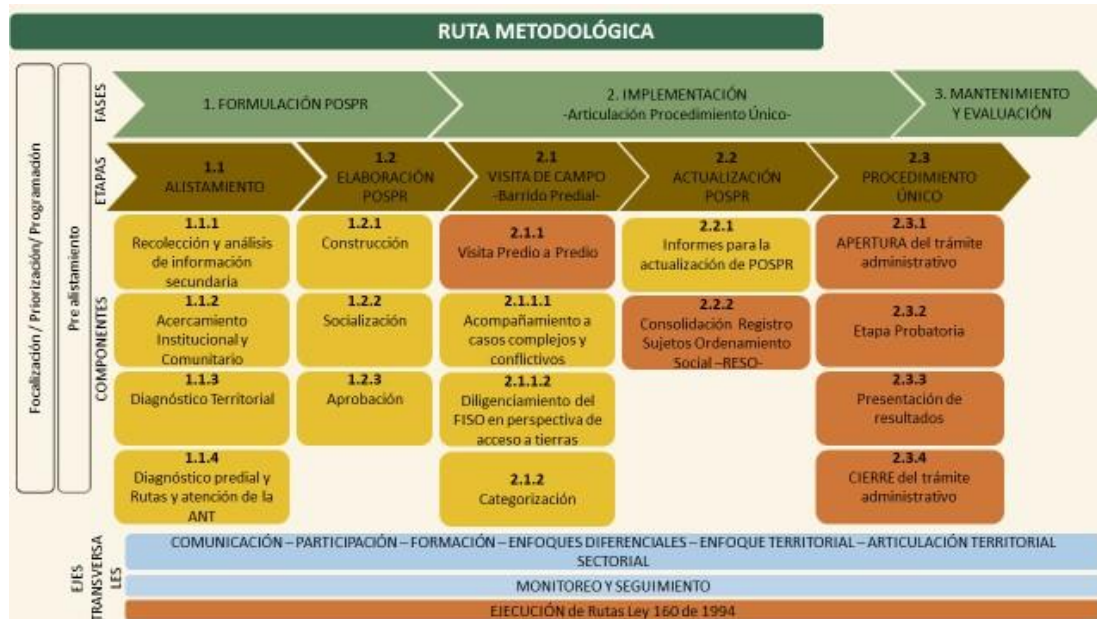 RUTA METODOLÓGICA
Focalización / Priorización/ Programación
Pre alistamiento
FASES
1. FORMULACIÓN POSPR
2. IMPLEMENTACIÓN
-Articulación Procedimiento Único-
3. MANTENIMIENTO
Y EVALUACIÓN
ETAPAS
1.1
ALISTAMIENTO
1.2
ELABORACIÓN
POSPR
2.1
VISITA DE CAMPO
-Barrido Predial-
2.2
ACTUALIZACIÓN
POSPR
2.3
PROCEDIMIENTO
ÚNICO
COMPONENTES
1.1.1
Recolección y análisis
de información
secundaria
1.2.1
Construcción
2.1.1
Visita Predio a Predio
2.2.1
Informes para la
actualización de POSPR
2.3.1
APERTURA del trámite
administrativo
1.1.2
Acercamiento
Institucional y
Comunitario
1.2.2
Socialización
2.1.1.1
Acompañamiento a
casos complejos y
conflictivos
2.2.2
Consolidación Registro
Sujetos Ordenamiento
Social –RESO-
2.3.2
Etapa Probatoria
1.1.3
Diagnóstico Territorial
1.2.3
Aprobación
2.1.1.2
Diligenciamiento del
FISO en perspectiva de
acceso a tierras
2.3.3
Presentación de
resultados
1.1.4
Diagnóstico predial y
Rutas y atención de la
ANT
2.1.2
Categorización
2.3.4
CIERRE del trámite
administrativo
EJES
TRANSVERSA
LES
COMUNICACIÓN – PARTICIPACIÓN – FORMACIÓN – ENFOQUES DIFERENCIALES – ENFOQUE TERRITORIAL – ARTICULACIÓN TERRITORIAL
SECTORIAL
MONITOREO Y SEGUIMIENTO
EJECUCIÓN de Rutas Ley 160 de 1994